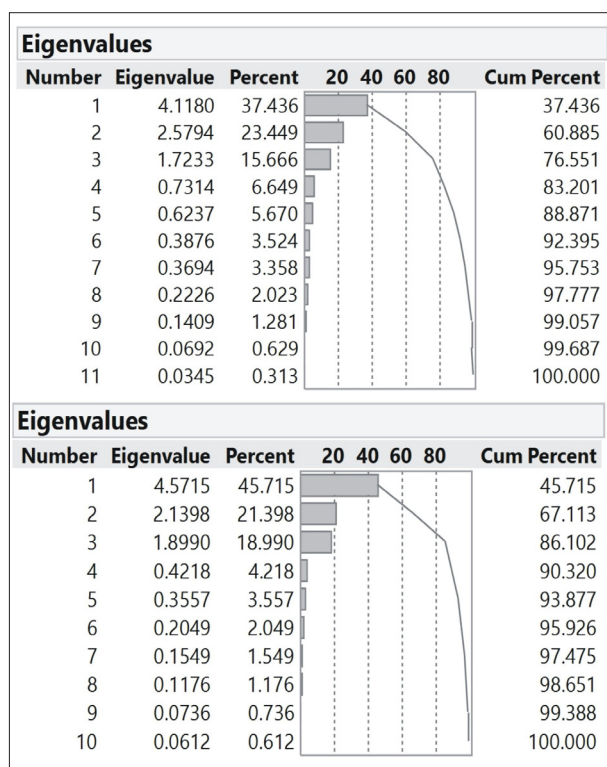 Eigenvalues
Number Eigenvalue Percent 20 40 60 80 Cum Percent
1 4.1180 37.436 37.436
2 2.5794 23.449 60.885
3 1.7233 15.666 76.551
4 0.7314 6.649 83.201
5 0.6237 5.670 88.871
6 0.3876 3.524 92.395
7 0.3694 3.358 95.753
8 0.2226 2.023 97.777
9 0.1409 1.281 99.057
10 0.0692 0.629 99.687
11 0.0345 0.313 100.000
Eigenvalues
Number Eigenvalue Percent 20 40 60 80 Cum Percent
1 4.5715 45.715 45.715
2 2.1398 21.398 67.113
3 1.8990 18.990 86.102
4 0.4218 4.218 90.320
5 0.3557 3.557 93.877
6 0.2049 2.049 95.926
7 0.1549 1.549 97.475
8 0.1176 1.176 98.651
9 0.0736 0.736 99.388
10 0.0612 0.612 100.000